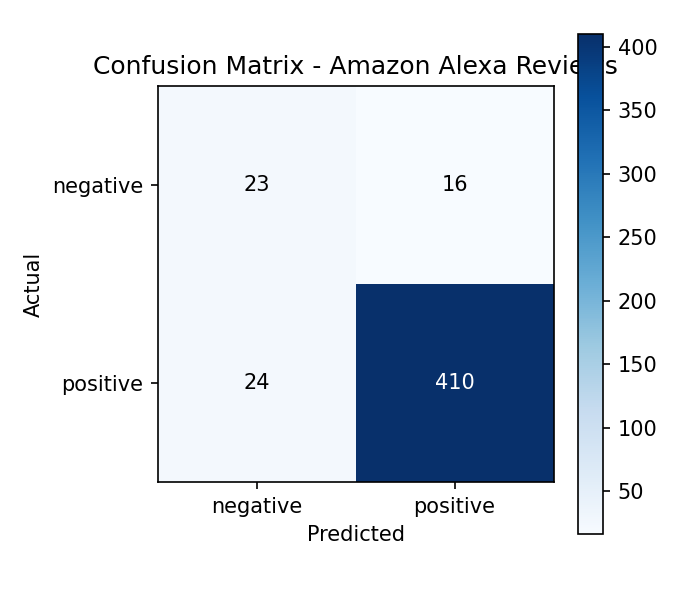 Confusion Matrix - Amazon Alexa Reviews
400
350
300
250
200
150
100
50
negative
23
16
Actual
positive
24
410
negative
positive
Predicted